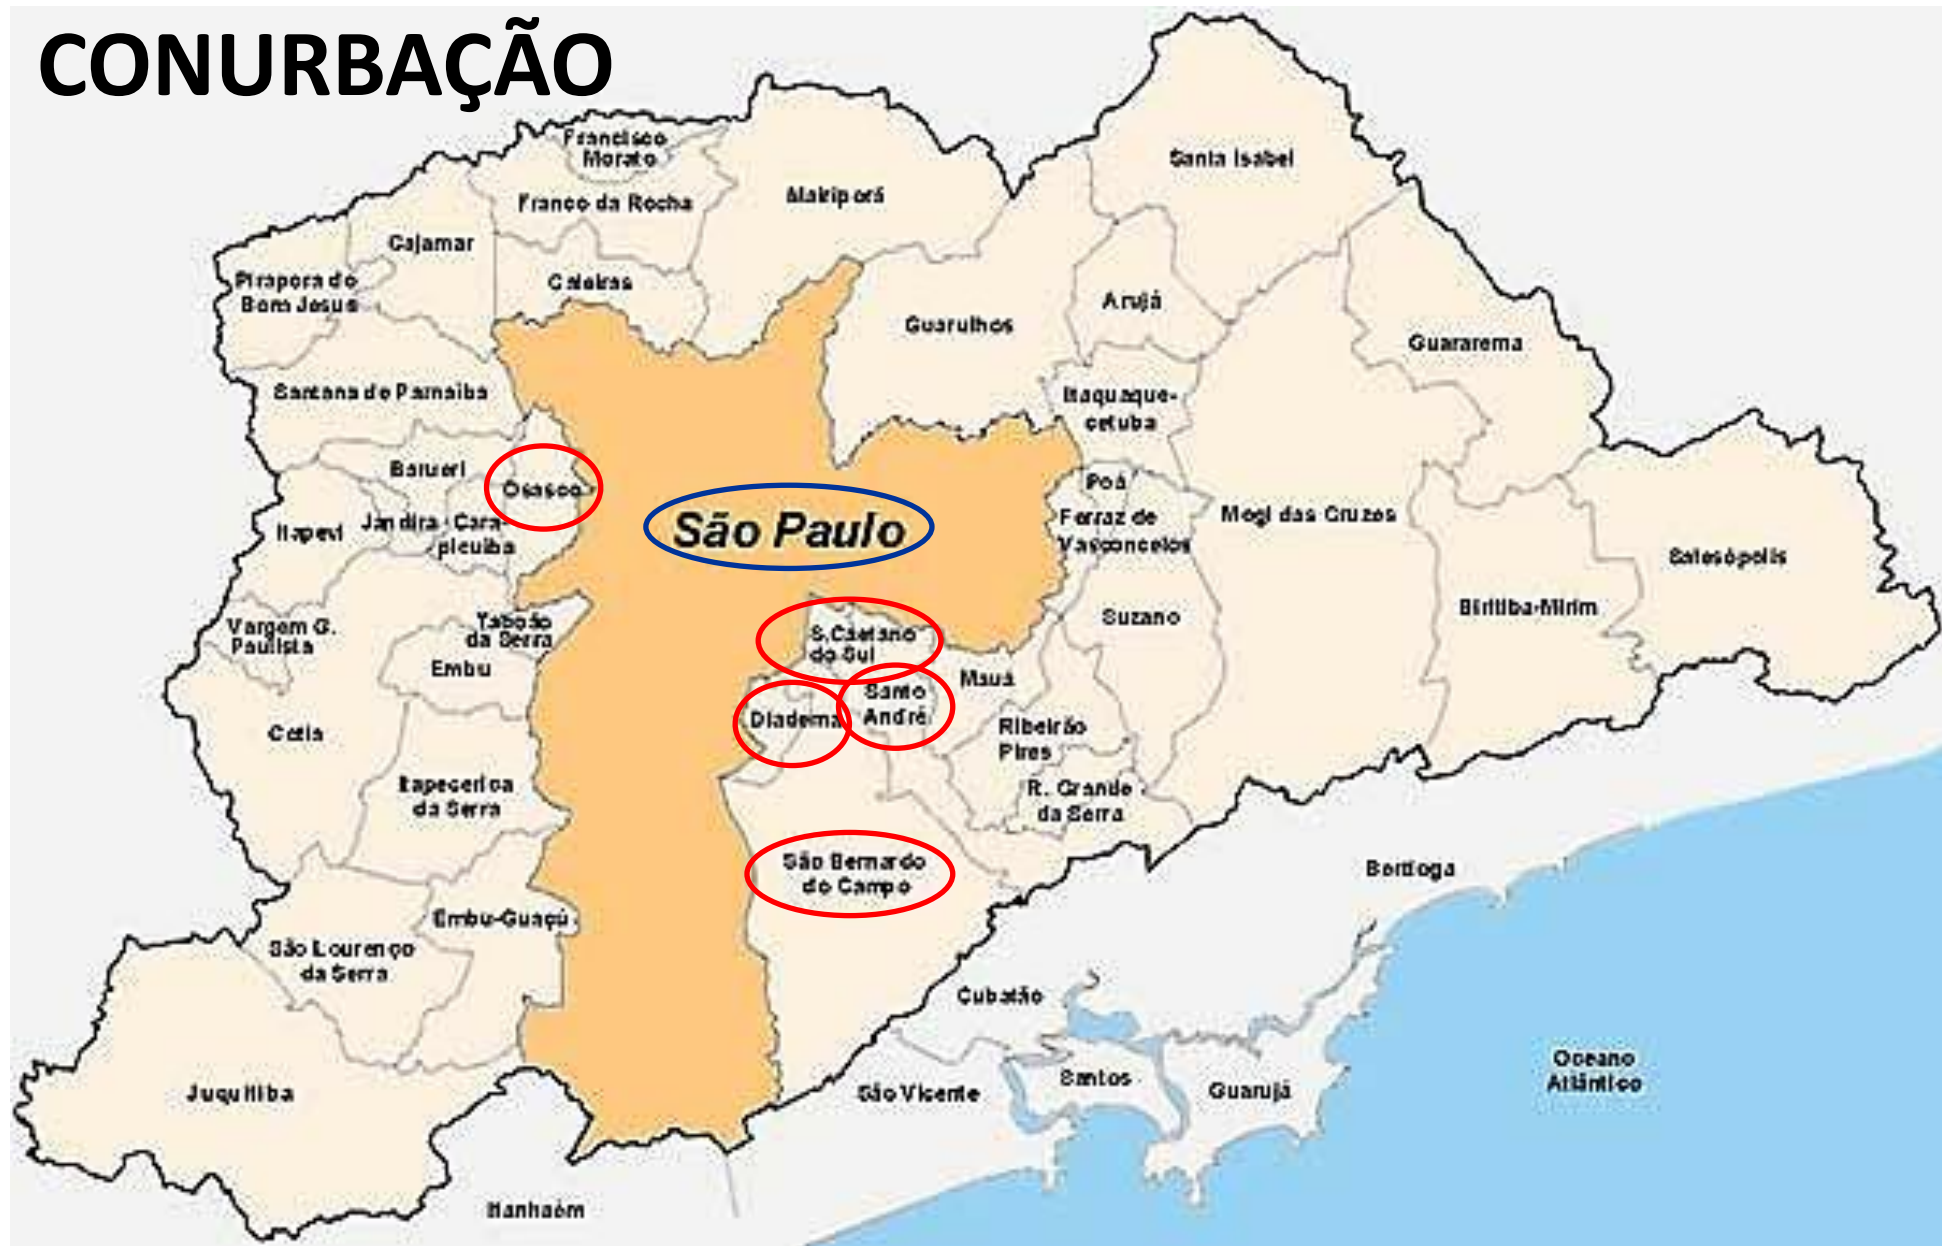 CONURBAÇÃO
Francisco
Morato
Franco da Rocha
Mairiporã
Santa Isabel
Cajamar
Pirapora do
Bom Jesus
Caieiras
Arujá
Guarulhos
Guararema
Santana de Parnaíba
Itaquaque-
cetuba
Barueri
Osasco
Poá
São Paulo
Mogi das Cruzes
Itapevi
Jandira
Cara-
picuíba
Ferraz de
Vasconcelos
Salesópolis
Biritiba-Mirim
Suzano
Vargem G.
Paulista
Taboão
da Serra
Embu
S.Caetano
do Sul
Mauá
Santo
André
Diadema
Cotia
Ribeirão
Pires
Itapecerica
da Serra
R. Grande
da Serra
São Bernardo
do Campo
Bertioga
Embu-Guaçú
São Lourenço
da Serra
Cubatão
Juquitiba
São Vicente
Santos
Guarujá
Oceano
Atlântico
Itanhaém